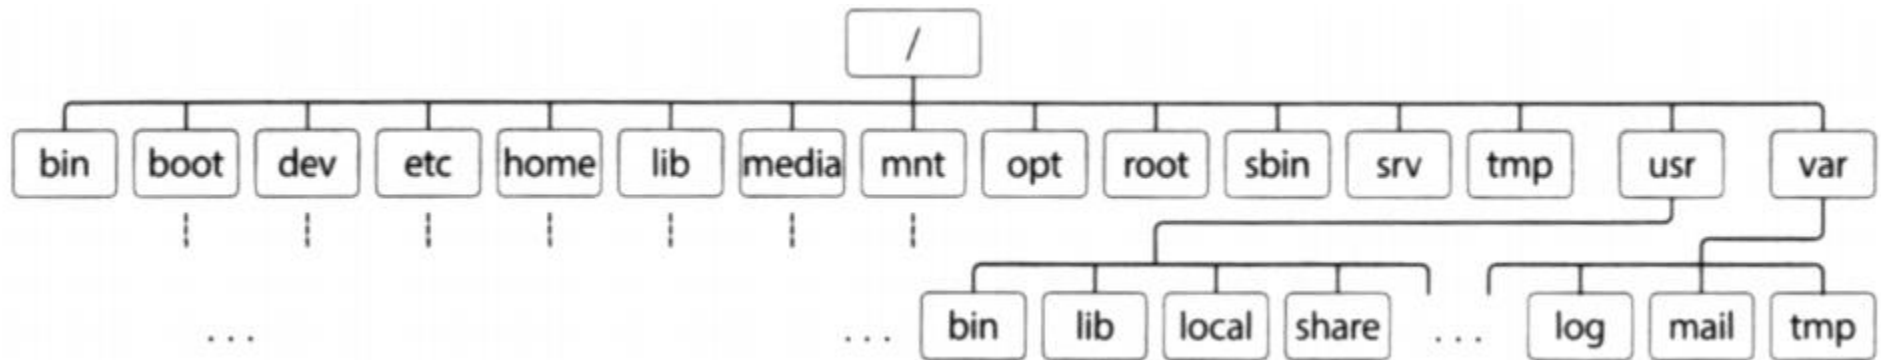 /
bin boot dev etc home lib media mnt opt root sbin srv tmp usr var
... ... bin lib local share ... log mail tmp